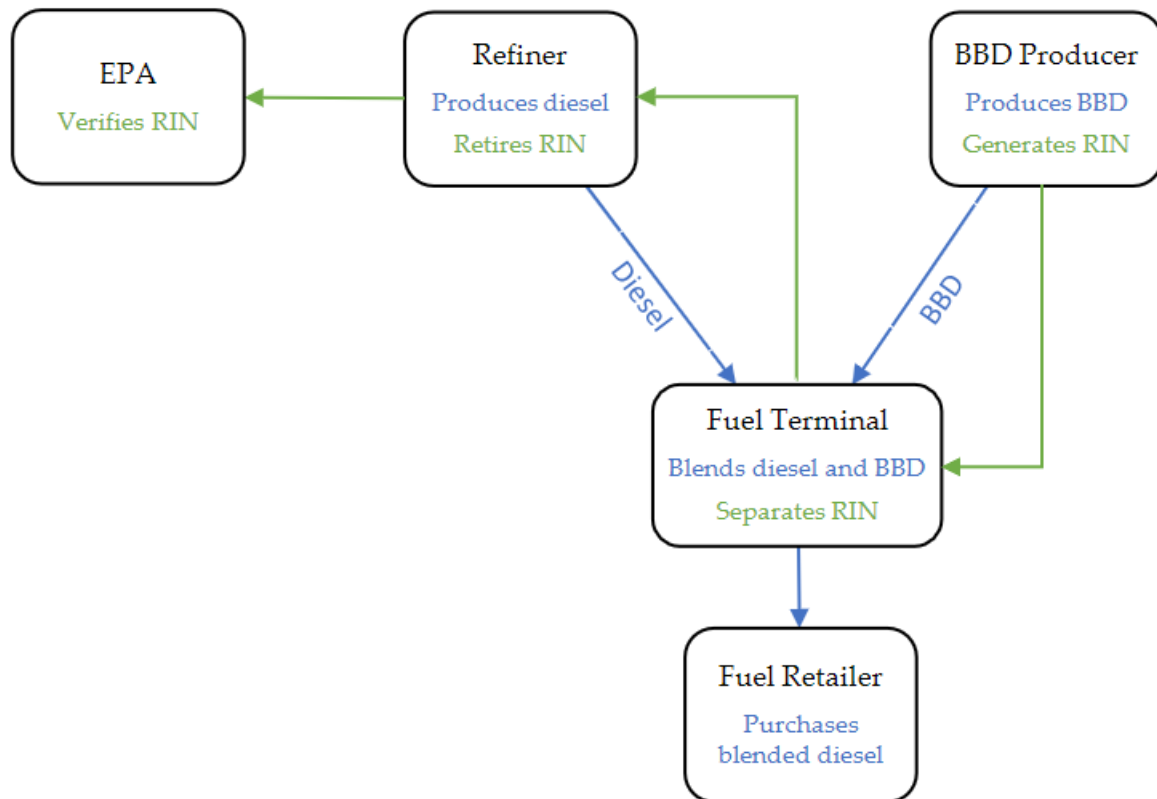 EPA
Verifies RIN
Refiner
Produces diesel
Retires RIN
BBD Producer
Produces BBD
Generates RIN
Diesel
BBD
Fuel Terminal
Blends diesel and BBD
Separates RIN
Fuel Retailer
Purchases
blended diesel